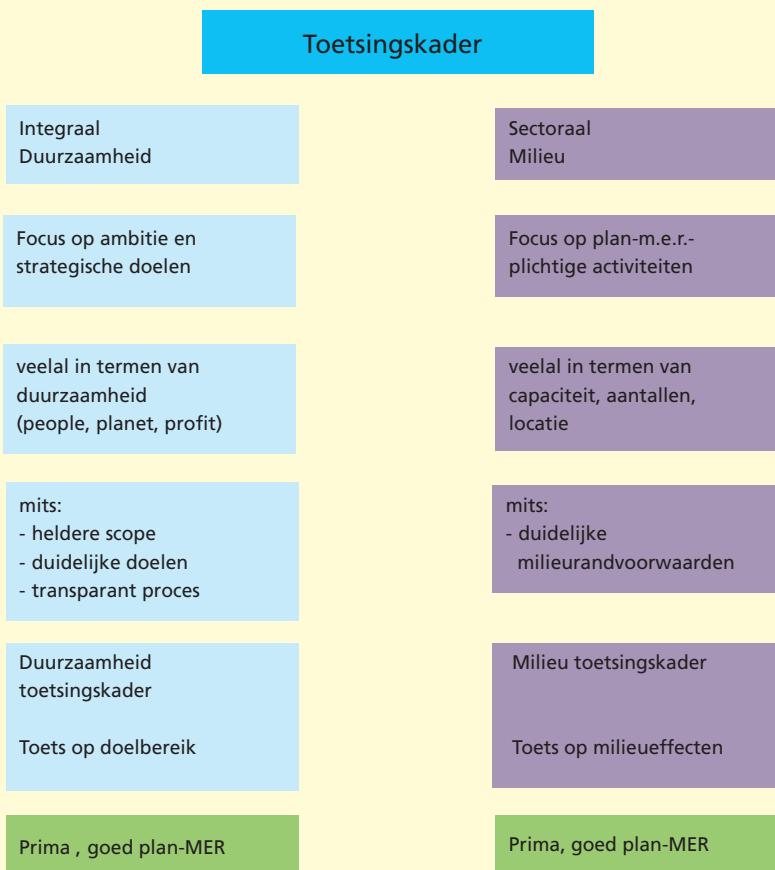 Toetsingskader
Integraal
Duurzaamheid
Focus op ambitie en
strategische doelen
veelal in termen van
duurzaamheid
(people, planet, profit)
mits:
- heldere scope
- duidelijke doelen
- transparant proces
Duurzaamheid
toetsingskader
Toets op doelbereik
Prima , goed plan-MER
Sectoraal
Milieu
Focus op plan-m.e.r.-
plichtige activiteiten
veelal in termen van
capaciteit, aantallen,
locatie
mits:
- duidelijke
milieurandvoorwaarden
Milieu toetsingskader
Toets op milieueffecten
Prima, goed plan-MER